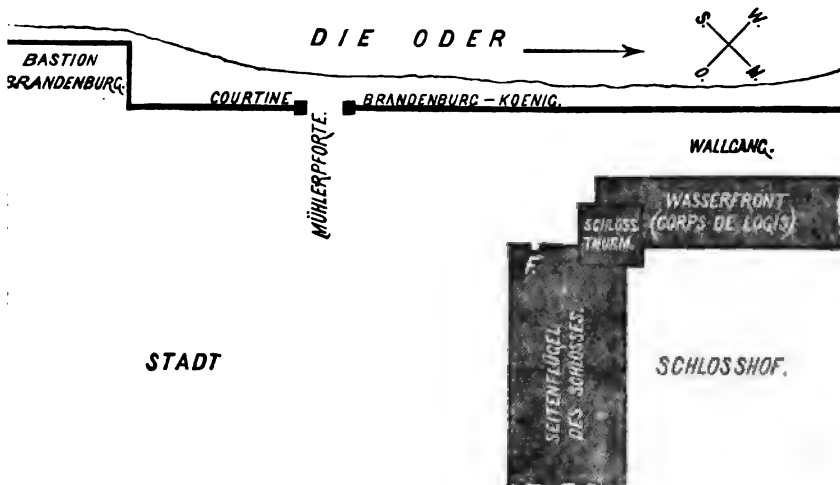 DIE ODER
S.
W.
O.
N.
BASTION
BRANDENBURG.
COURTINE
BRANDENBURG-KOENIG.
MÜHLERPFORTE.
WALLGANG.
WASSERFRONT
(CORPS DE LOGIS)
SCHLOSS
THURM.
F.
SEITENFLÜGEL
DES SCHLOSSES.
STADT
SCHLOSSHOF.